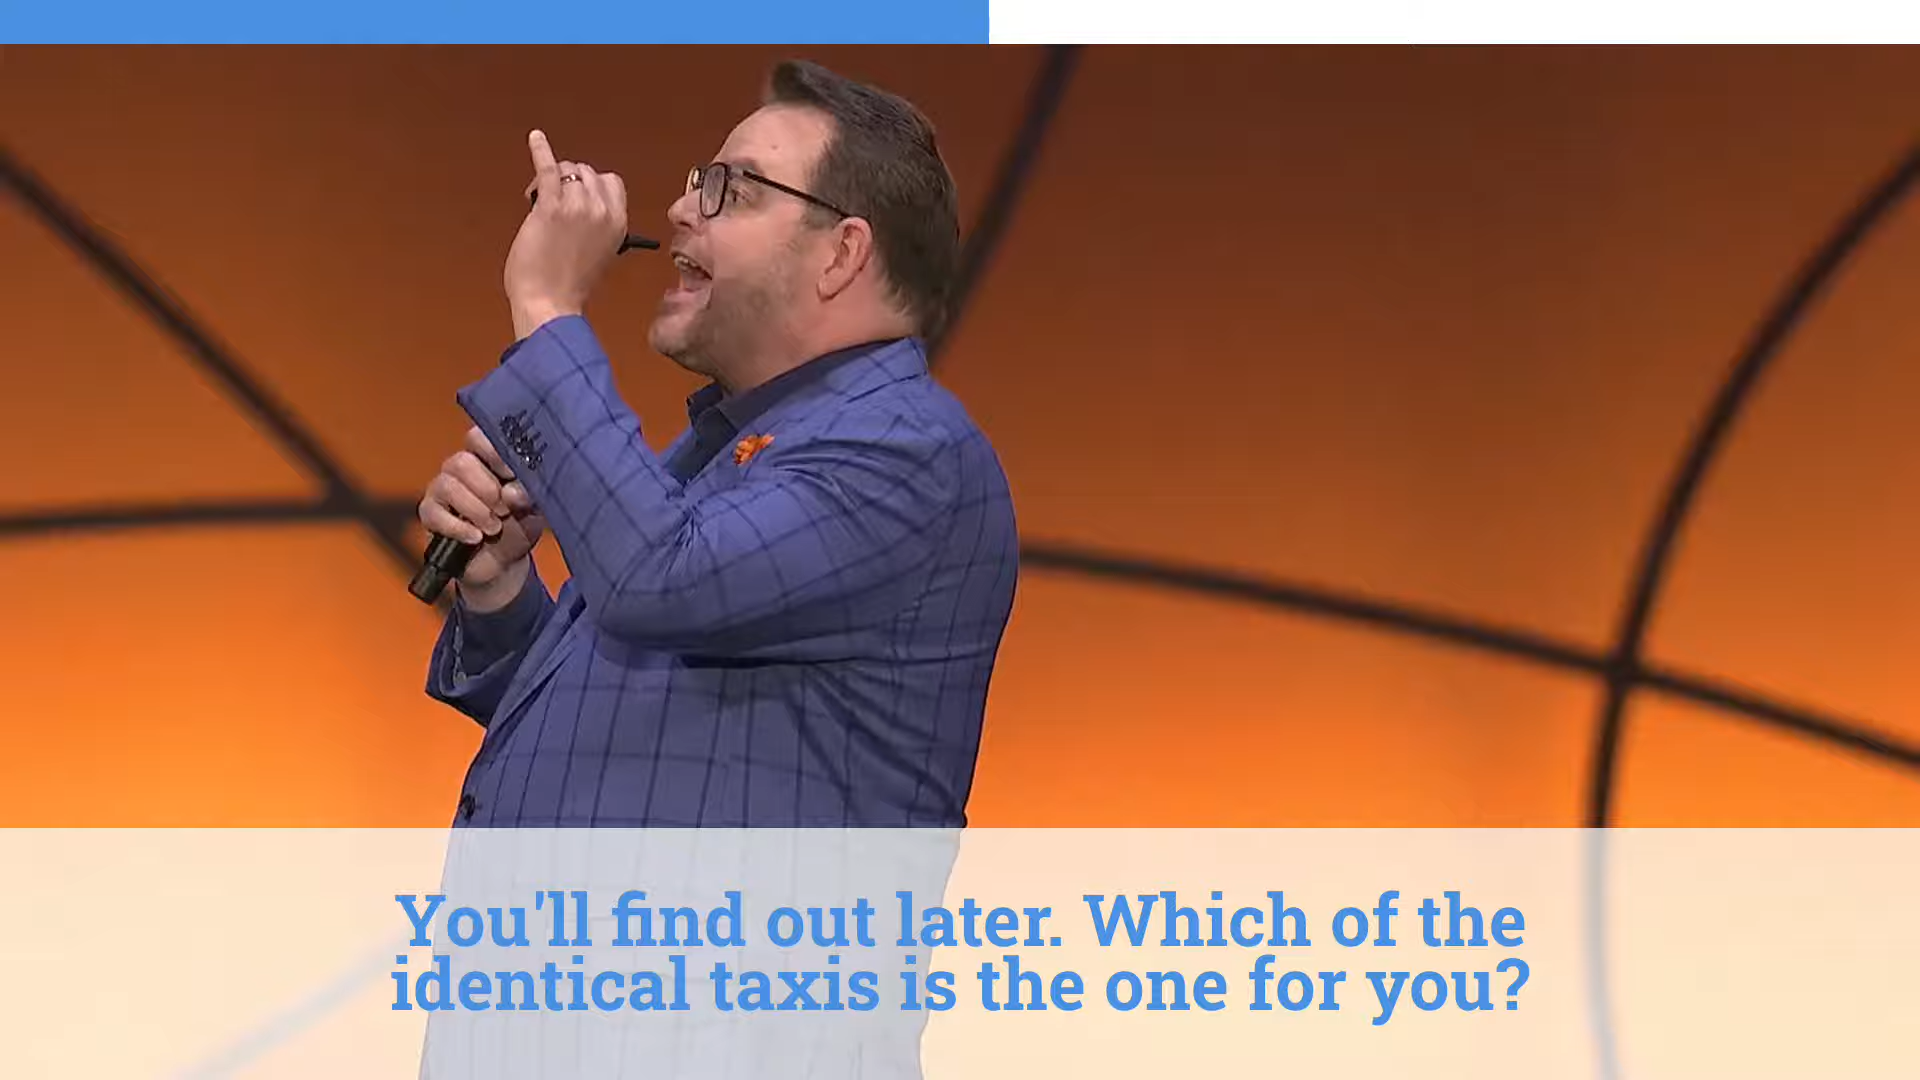 You'll find out later. Which of the
identical taxis is the one for you?